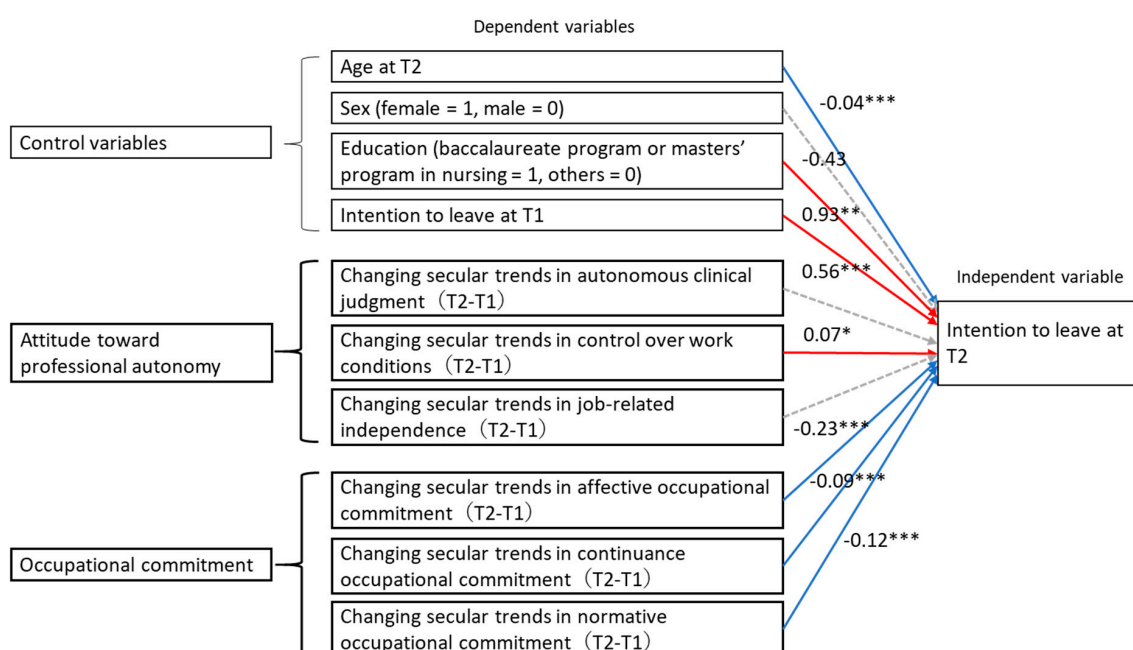 Dependent variables
Age at T2
Sex (female = 1, male = 0)
Control variables
Education (baccalaureate program or masters’
program in nursing = 1, others = 0)
Intention to leave at T1
-0.04***
-0.43
0.93**
0.56***
0.07*
-0.23***
-0.09***
-0.12***
Attitude toward
professional autonomy
Changing secular trends in autonomous clinical
judgment（T2-T1）
Changing secular trends in control over work
conditions（T2-T1）
Changing secular trends in job-related
independence（T2-T1）
Independent variable
Intention to leave at
T2
Occupational commitment
Changing secular trends in affective occupational
commitment（T2-T1）
Changing secular trends in continuance
occupational commitment（T2-T1）
Changing secular trends in normative
occupational commitment（T2-T1）